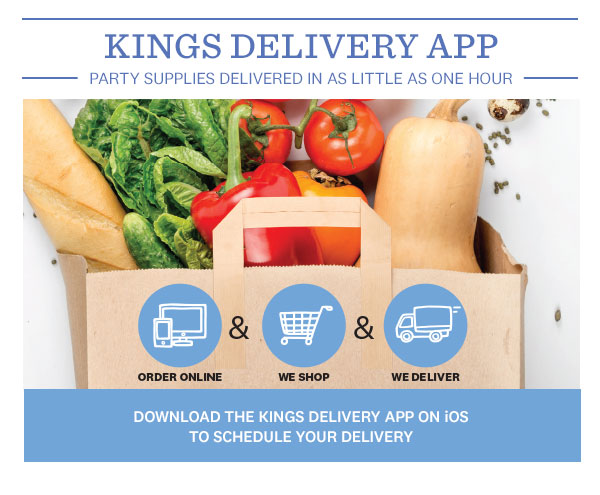 KINGS DELIVERY APP
PARTY SUPPLIES DELIVERED IN AS LITTLE AS ONE HOUR
& &
ORDER ONLINE WE SHOP WE DELIVER
DOWNLOAD THE KINGS DELIVERY APP ON iOS
TO SCHEDULE YOUR DELIVERY